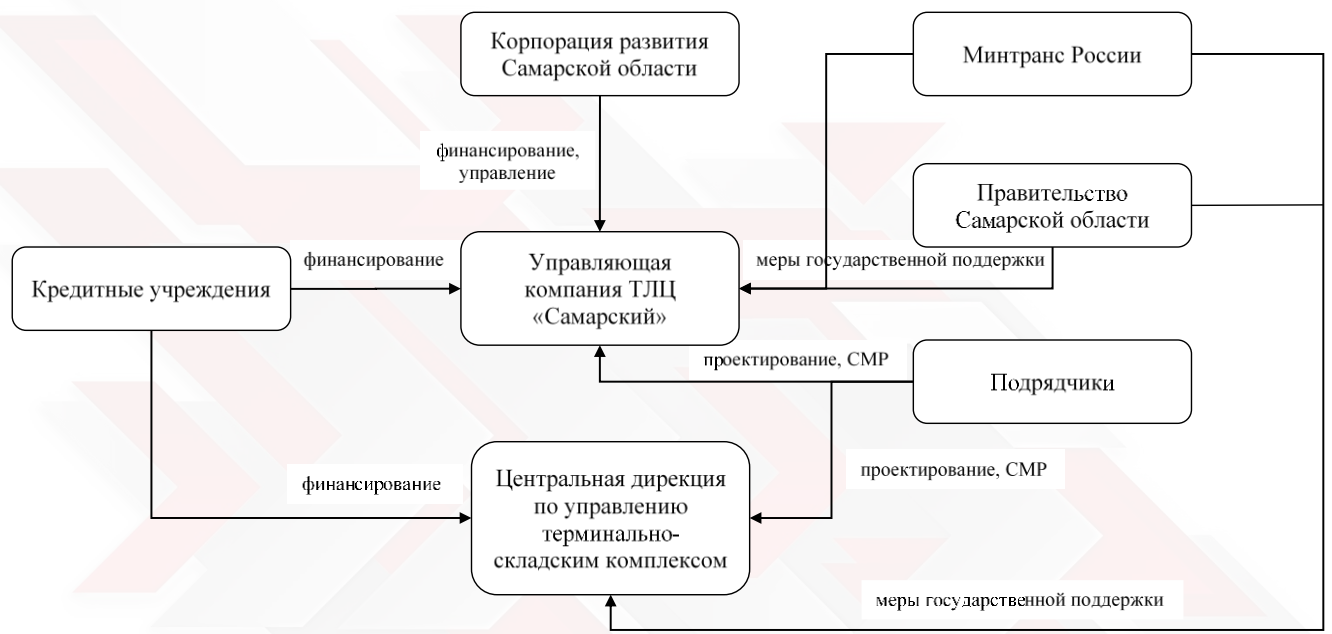 Корпорация развития
Самарской области
Минтранс России
финансирование,
управление
Правительство
Самарской области
Кредитные учреждения
финансирование
Управляющая
компания ТЛЦ
«Самарский»
меры государственной поддержки
проектирование, СМР
Подрядчики
финансирование
Центральная дирекция
по управлению
терминально-
складским комплексом
проектирование, СМР
меры государственной поддержки